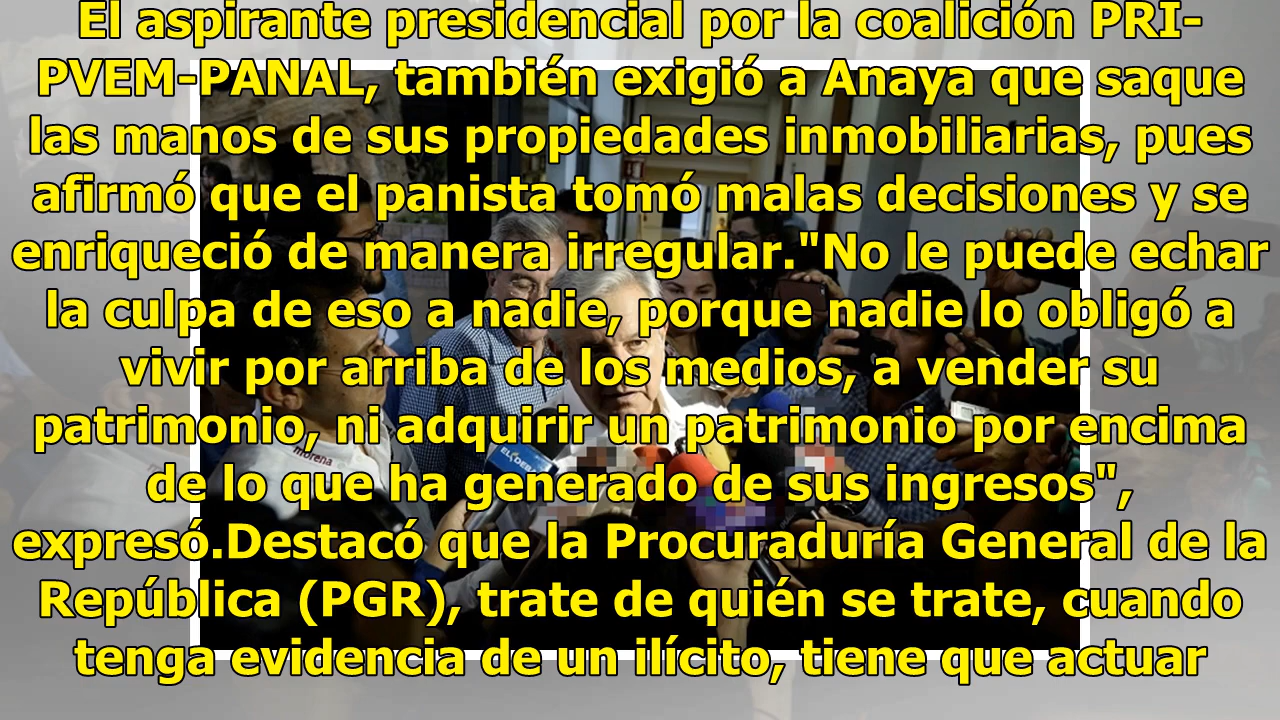 El aspirante presidencial por la coalición PRI-
PVEM-PANAL, también exigió a Anaya que saque
las manos de sus propiedades inmobiliarias, pues
afirmó que el panista tomó malas decisiones y se
enriqueció de manera irregular."No le puede echar
la culpa de eso a nadie, porque nadie lo obligó a
vivir por arriba de los medios, a vender su
patrimonio, ni adquirir un patrimonio por encima
de lo que ha generado de sus ingresos",
expresó.Destacó que la Procuraduría General de la
República (PGR), trate de quién se trate, cuando
tenga evidencia de un ilícito, tiene que actuar
morena
EL DEBATE